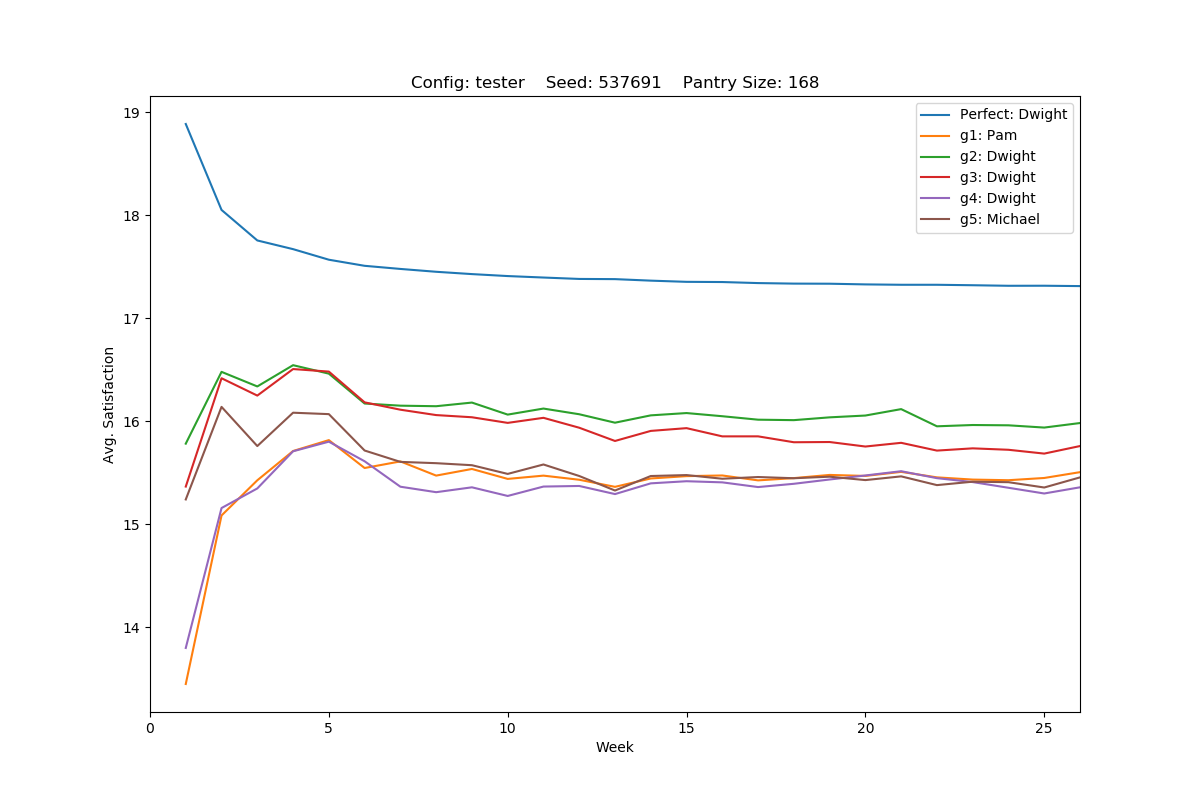 Config: tester    Seed: 537691    Pantry Size: 168
Perfect: Dwight
g1: Pam
g2: Dwight
g3: Dwight
g4: Dwight
g5: Michael
19
18
17
16
15
14
Avg. Satisfaction
0 5 10 15 20 25
Week